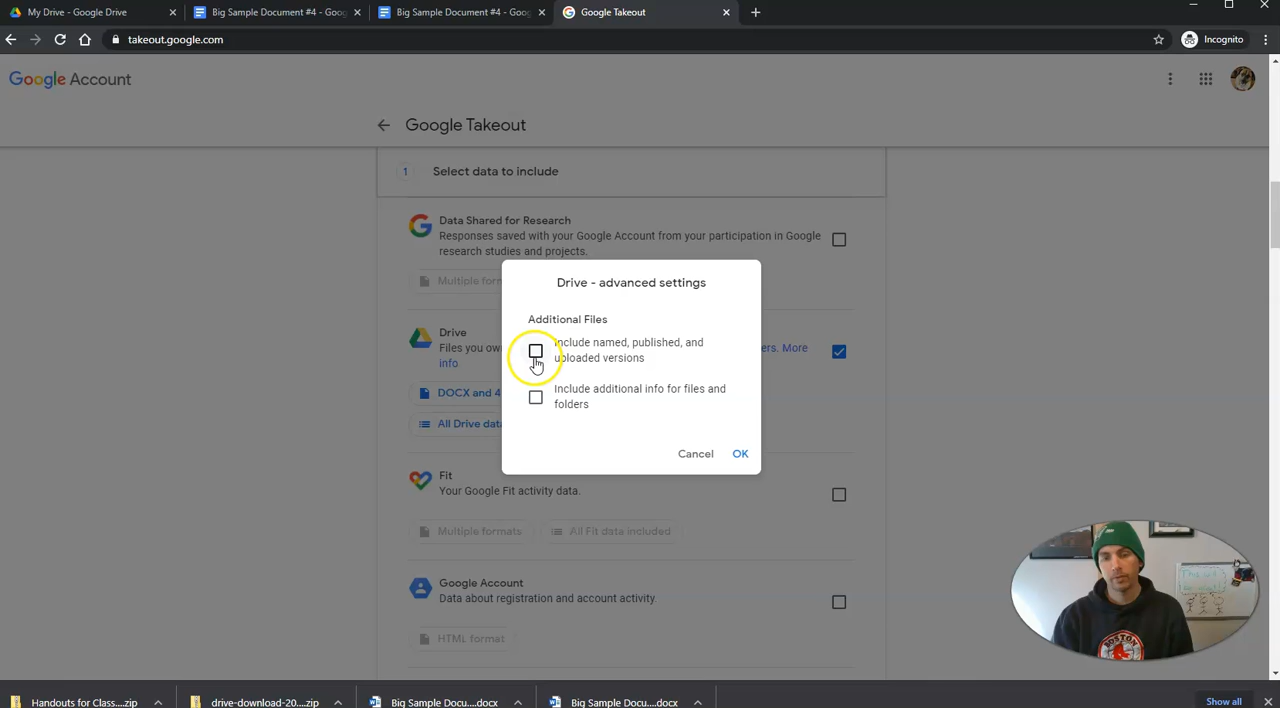 My Drive - Google Drive
Big Sample Document #4 - Goog
Big Sample Document #4 - Goog
Google Takeout
takeout.google.com
Incognito
Google Account
Google Takeout
1 Select data to include
Data Shared for Research
Responses saved with your Google Account from your participation in Google
research studies and projects.
Multiple form
Drive - advanced settings
Additional Files
Include named, published, and
uploaded versions
Include additional info for files and
folders
Cancel OK
Drive
Files you own
ers. More
info
DOCX and 4
All Drive data
Fit
Your Google Fit activity data.
Multiple formats
All Fit data included
Google Account
Data about registration and account activity.
HTML format
BOSTON
Handouts for Class....zip
drive-download-20....zip
Big Sample Docu....docx
Big Sample Docu....docx
Show all